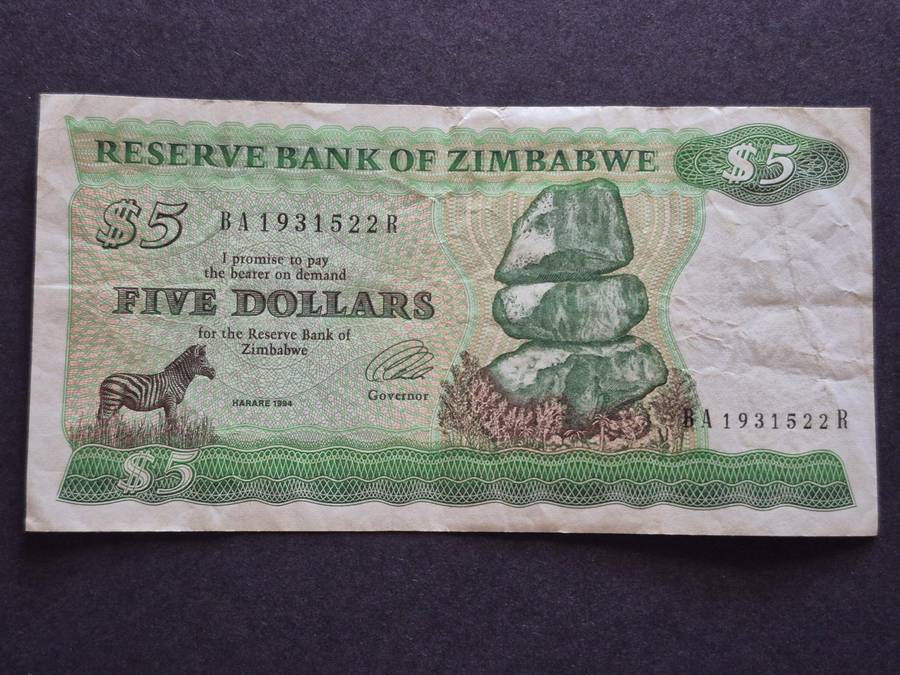 RESERVE BANK OF ZIMBABWE
$5
$5
BA1931522R
I promise to pay
the bearer on demand
FIVE DOLLARS
for the Reserve Bank of
Zimbabwe
Governor
HARARE 1994
BA1931522R
$5